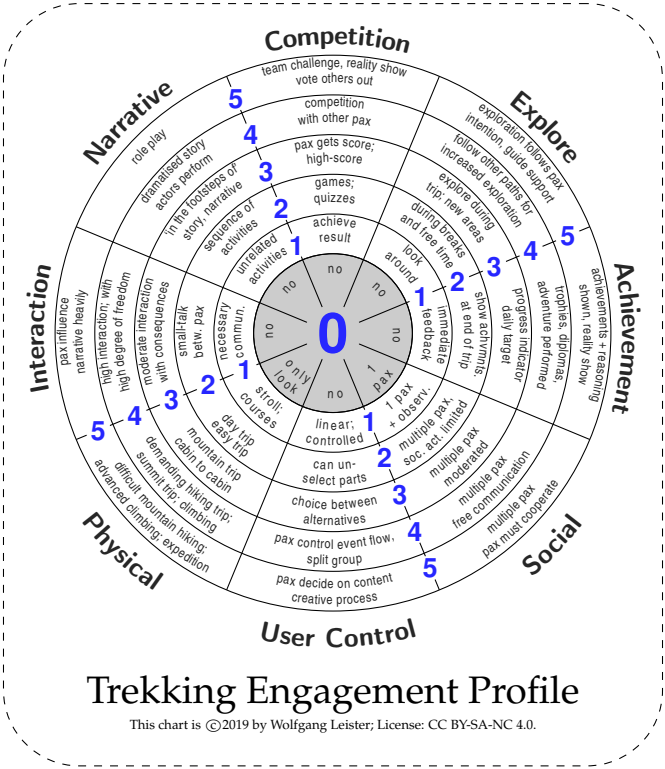 Competition
team challenge, reality show
vote others out
competition
with other pax
pax gets score;
high-score
games;
quizzes
achieve
result
no
Explore
exploration follows pax
intention, guide support
follow other paths for
increased exploration
explore during
trip: new areas
during breaks
and free time
look
around
no
Achievement
achievements + reasoning
shown, reality show
trophies, diplomas,
adventure performed
progress indicator
daily target
show achvmnts.
at end of trip
immediate
feedback
no
Social
multiple pax
pax must cooperate
multiple pax
free communication
multiple pax
moderated
multiple pax,
soc. act. limited
1 pax
+ observ.
1
pax
User Control
pax decide on content
creative process
pax control event flow,
split group
choice between
alternatives
can un-
select parts
linear;
controlled
no
Physical
difficult mountain hiking;
advanced climbing; expedition
demanding hiking trip;
summit trip; climbing
mountain trip
cabin to cabin
day trip
easy trip
stroll;
courses
only
look
Interaction
pax influence
narrative heavily
high interaction; with
high degree of freedom
moderate interaction
with consequences
small-talk
betw. pax
necessary
commun.
no
Narrative
role play
dramatised story
actors perform
'in the footsteps of'
story, narrative
sequence of
activities
unrelated
activities
no
5
4
3
2
1
5
4
3
2
1
0
1
2
3
4
5
1
2
3
4
5
Trekking Engagement Profile
This chart is ©2019 by Wolfgang Leister; License: CC BY-SA-NC 4.0.